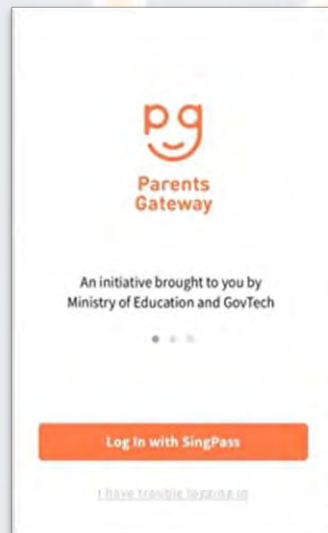 pg
Parents
Gateway
An initiative brought to you by
Ministry of Education and GovTech
Log In with SingPass
I have trouble logging in